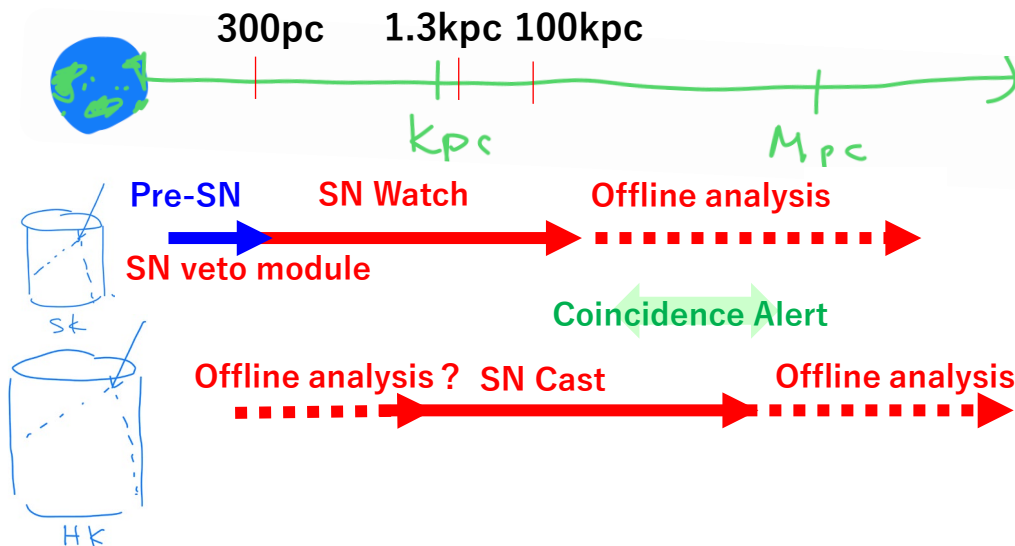 300pc 1.3kpc 100kpc
kpc Mpc
Pre-SN SN Watch Offline analysis
SN veto module
SK
Coincidence Alert
Offline analysis? SN Cast Offline analysis
HK